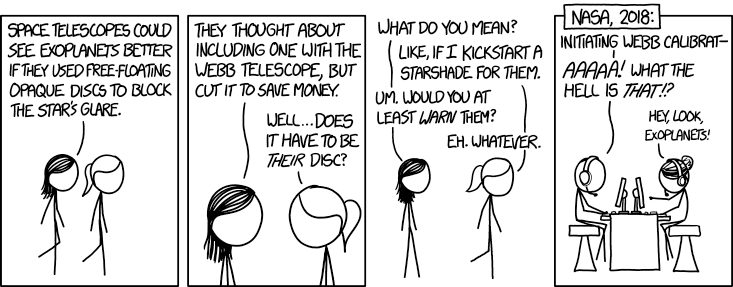 SPACE TELESCOPES COULD
SEE EXOPLANETS BETTER
IF THEY USED FREE-FLOATING
OPAQUE DISCS TO BLOCK
THE STAR'S GLARE.
THEY THOUGHT ABOUT
INCLUDING ONE WITH THE
WEBB TELESCOPE, BUT
CUT IT TO SAVE MONEY.
WELL...DOES
IT HAVE TO BE
THEIR DISC?
WHAT DO YOU MEAN?
LIKE, IF I KICKSTART A
STARSHADE FOR THEM.
UM. WOULD YOU AT
LEAST WARN THEM?
EH. WHATEVER.
NASA, 2018:
INITIATING WEBB CALIBRAT-
AAAAA! WHAT THE
HELL IS THAT!?
HEY, LOOK,
EXOPLANETS!